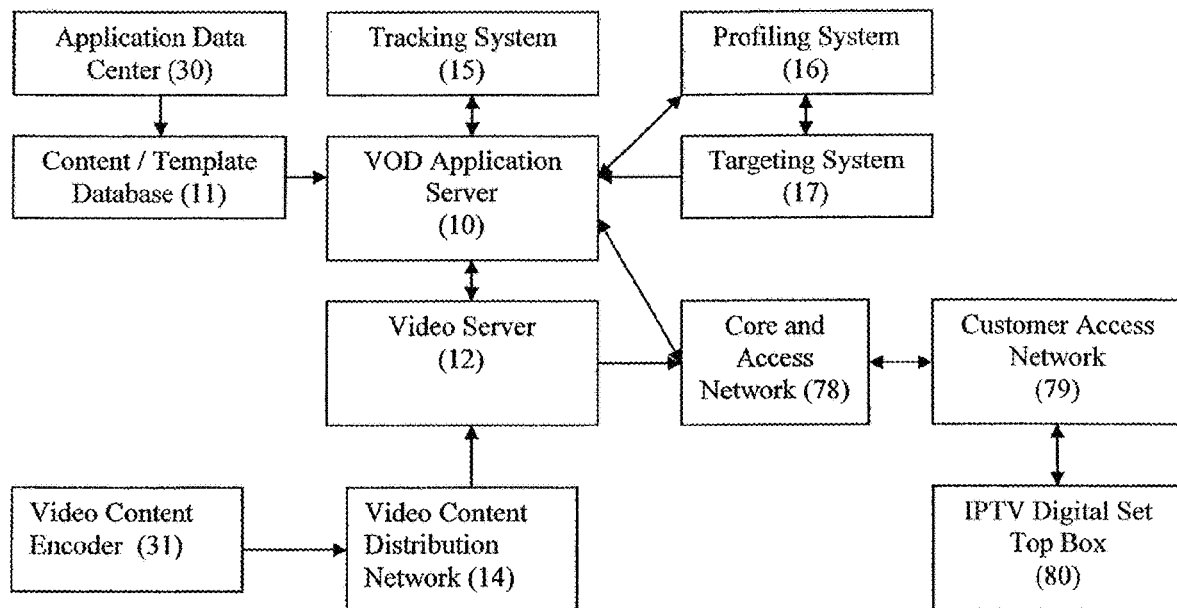 Application Data
Center (30)
Tracking System
(15)
Profiling System
(16)
Content / Template
Database (11)
VOD Application
Server
(10)
Targeting System
(17)
Video Server
(12)
Core and
Access
Network (78)
Customer Access
Network
(79)
Video Content
Encoder (31)
Video Content
Distribution
Network (14)
IPTV Digital Set
Top Box
(80)